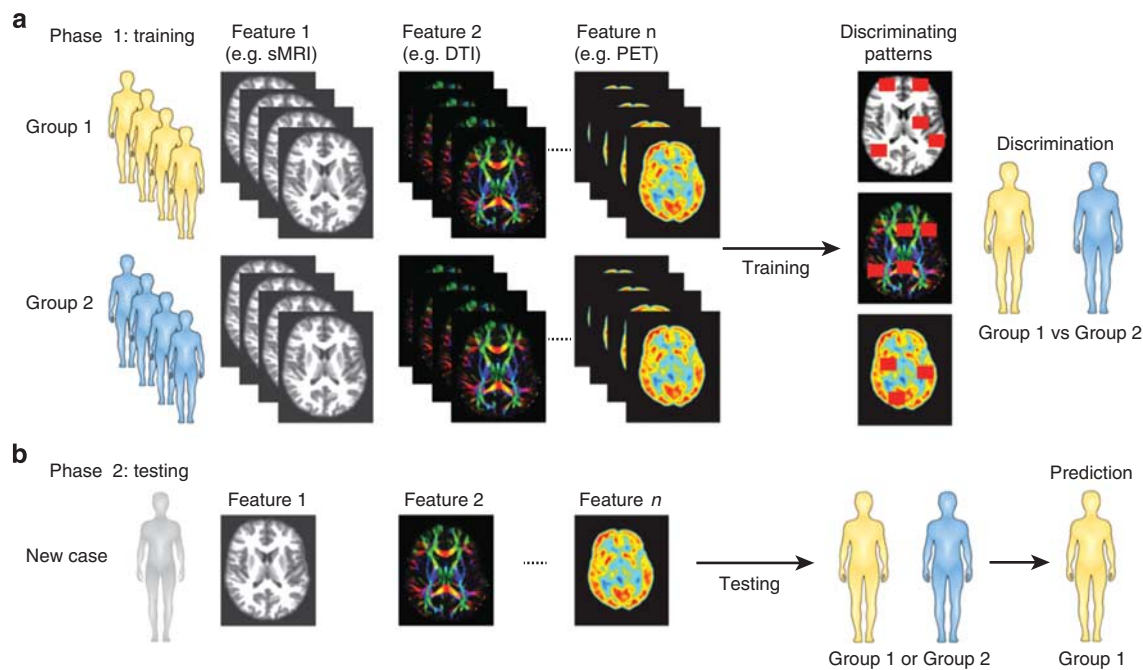 a
Phase 1: training
Feature 1
(e.g. sMRI)
Feature 2
(e.g. DTI)
Feature n
(e.g. PET)
Discriminating
patterns
Group 1
Discrimination
Training
Group 2
Group 1 vs Group 2
b
Phase 2: testing
Feature 1
Feature 2
Feature n
Prediction
New case
Testing
Group 1 or Group 2
Group 1